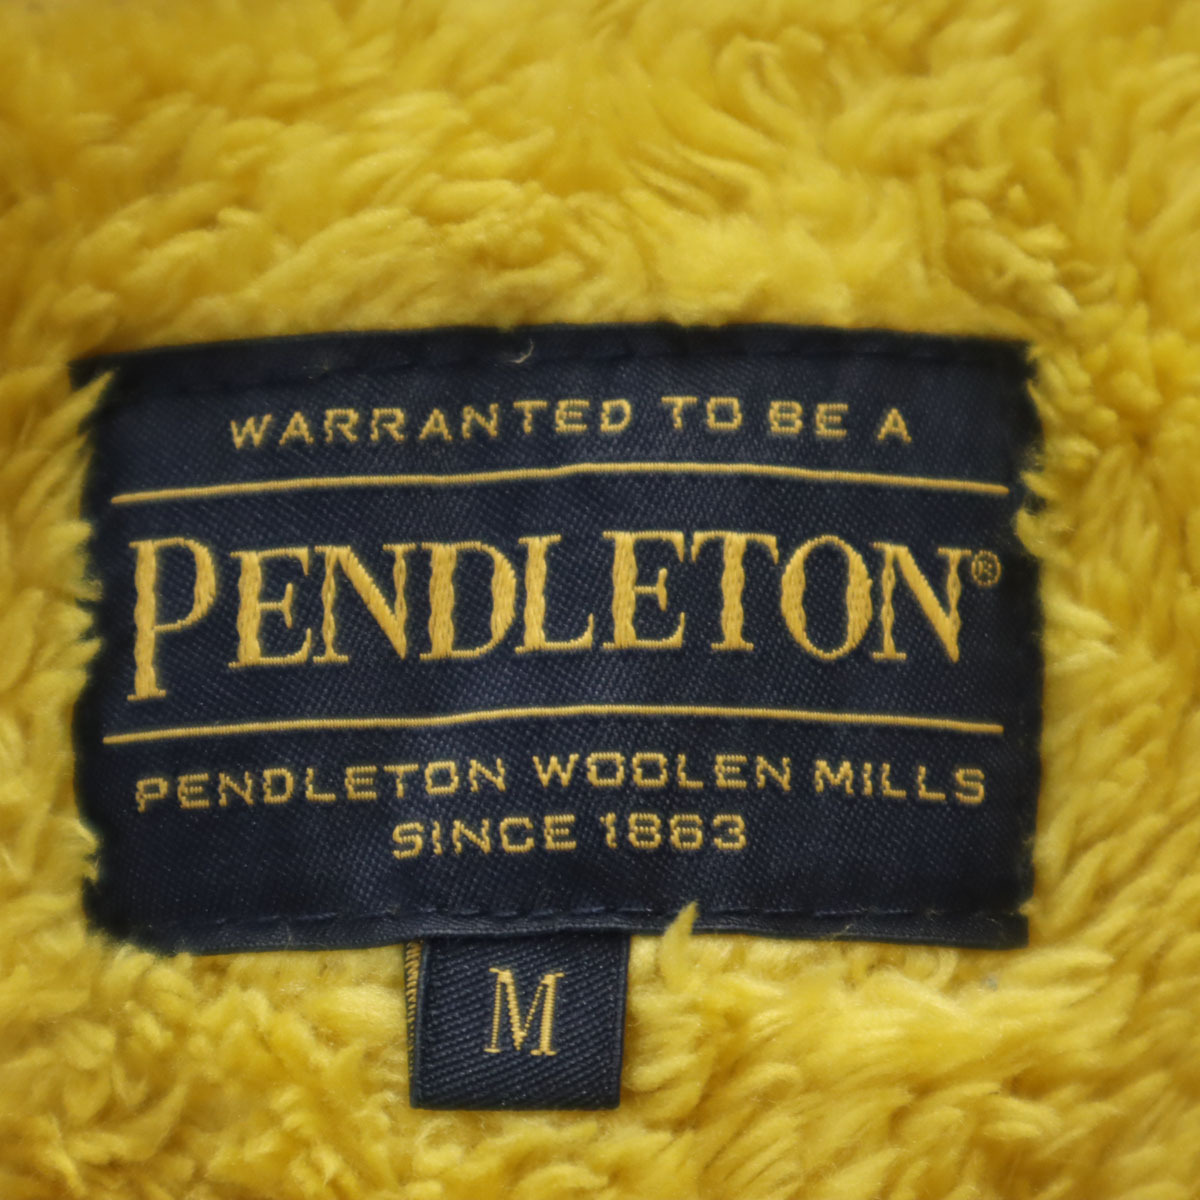 WARRANTED TO BE A
PENDLETON®
PENDLETON WOOLEN MILLS
SINCE 1863
M